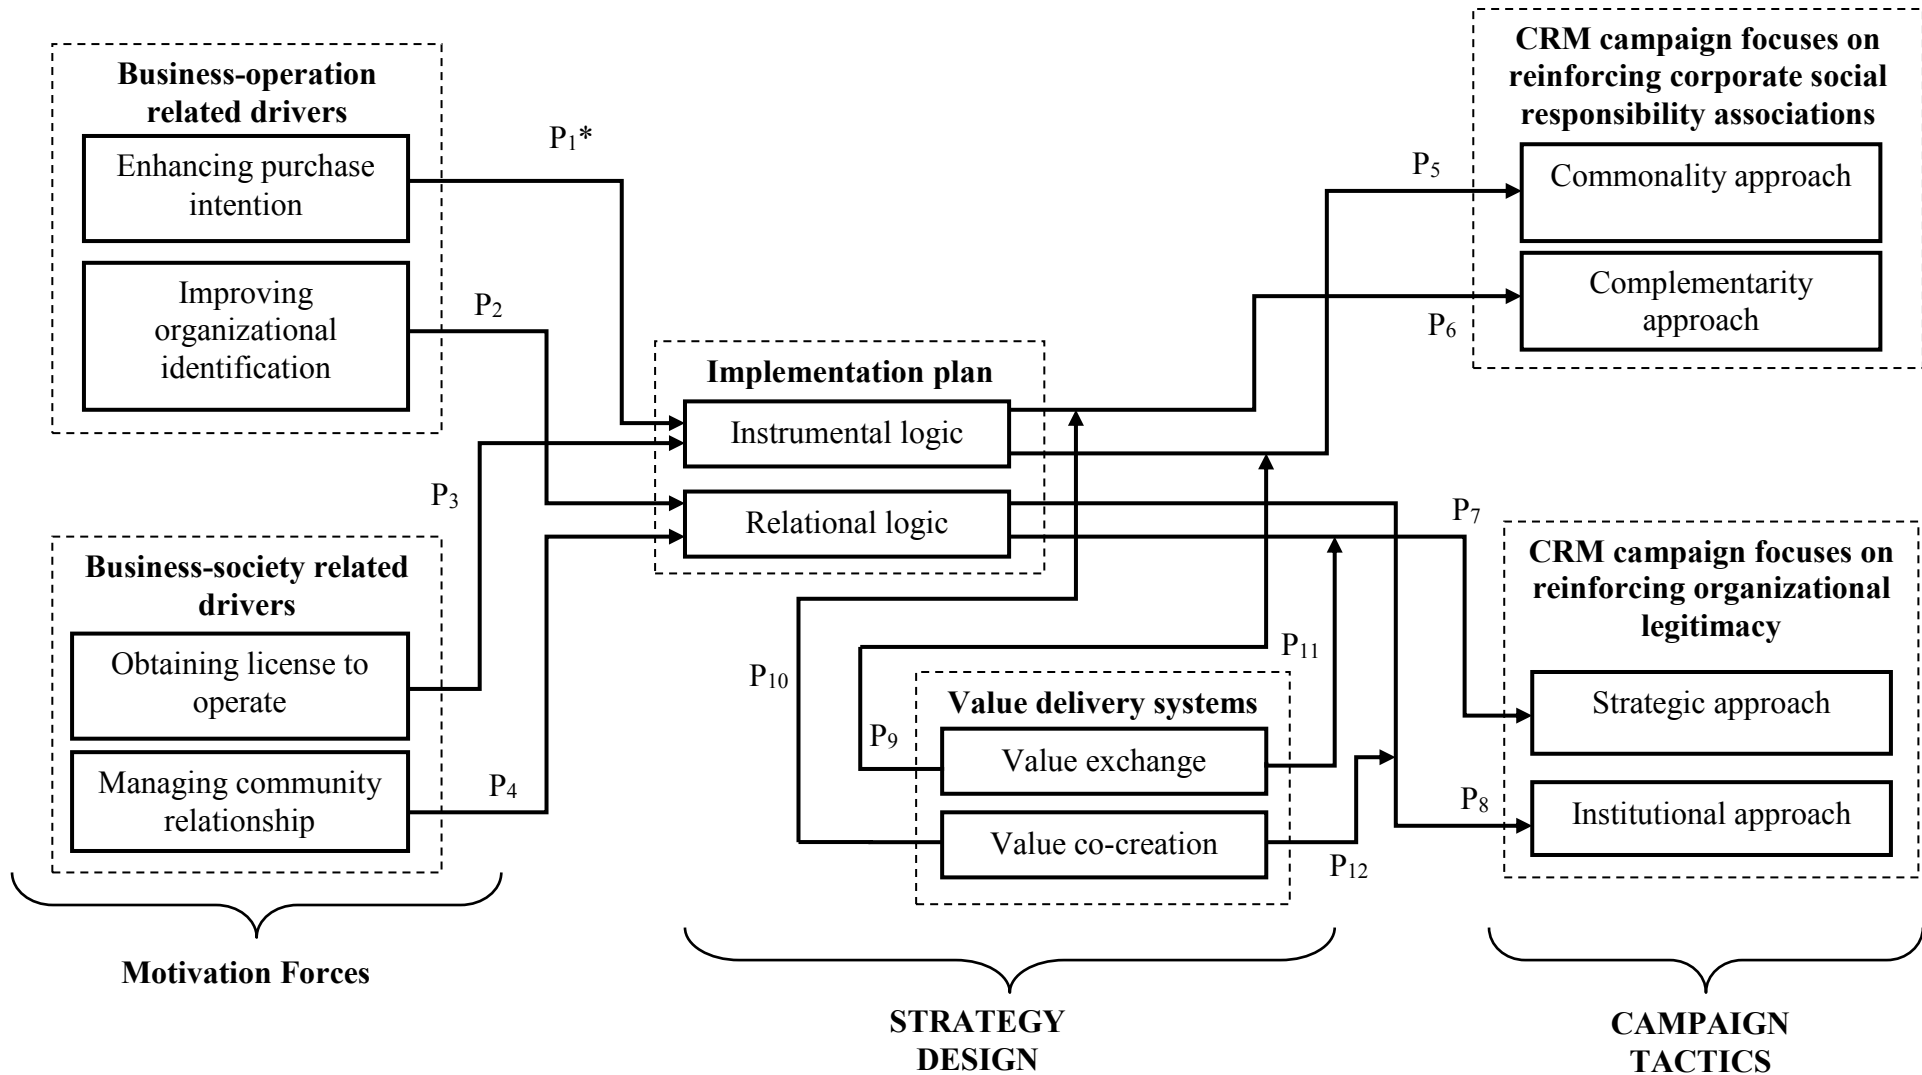 Business-operation
related drivers
Enhancing purchase
intention
Improving
organizational
identification
Business-society related
drivers
Obtaining license to
operate
Managing community
relationship
Motivation Forces
P₁*
P₂
P₃
P₄
Implementation plan
Instrumental logic
Relational logic
P₁₀
P₉
P₁₁
P₁₂
Value delivery systems
Value exchange
Value co-creation
STRATEGY
DESIGN
P₅
P₆
P₇
P₈
CRM campaign focuses on
reinforcing corporate social
responsibility associations
Commonality approach
Complementarity
approach
CRM campaign focuses on
reinforcing organizational
legitimacy
Strategic approach
Institutional approach
CAMPAIGN
TACTICS